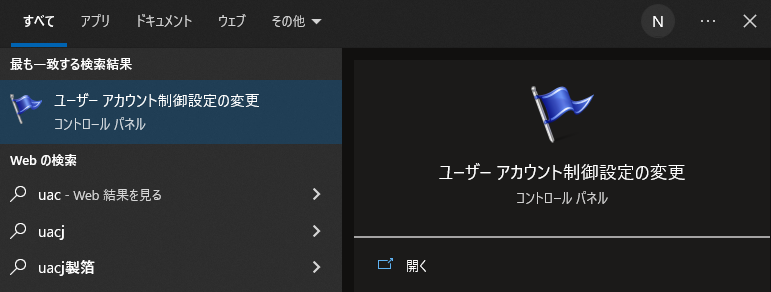 すべて アプリ ドキュメント ウェブ その他 N
最も一致する検索結果
ユーザー アカウント制御設定の変更
コントロール パネル
Web の検索
uac - Web 結果を見る
uacj
uacj製箔
ユーザー アカウント制御設定の変更
コントロール パネル
開く